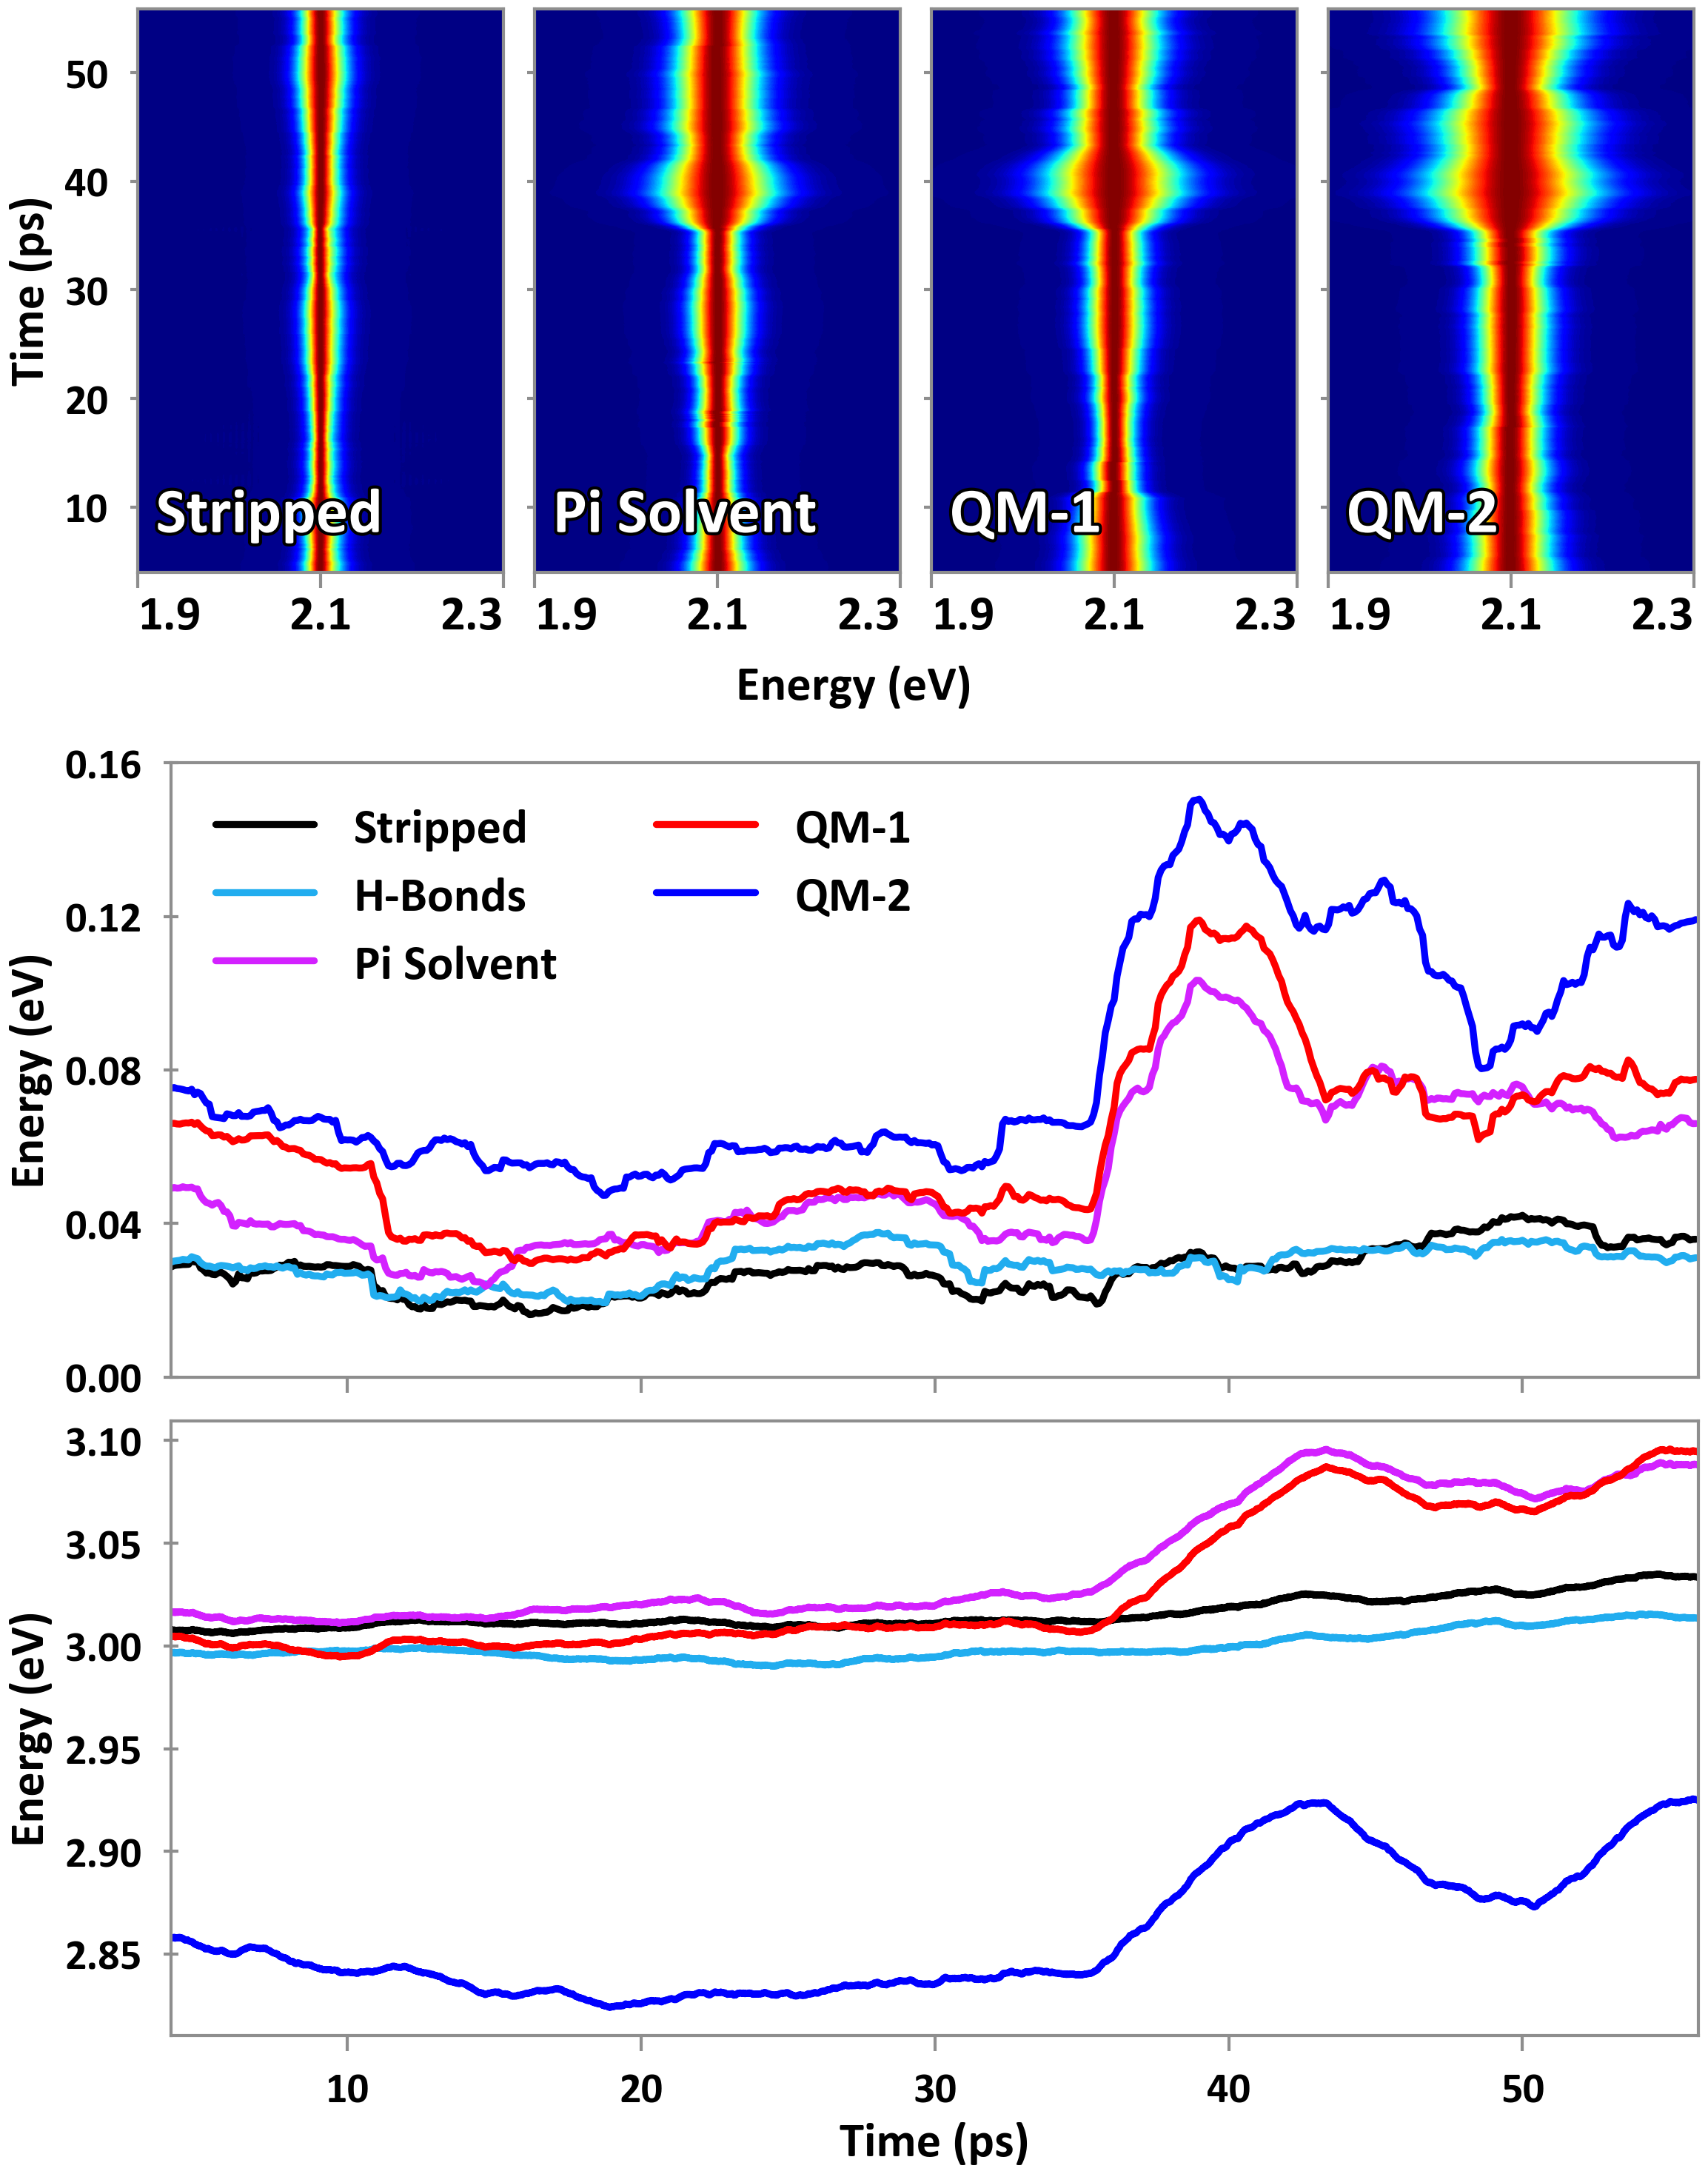 Time (ps)
50
40
30
20
10
Stripped
Pi Solvent
QM-1
QM-2
1.9 2.1 2.3 1.9 2.1 2.3 1.9 2.1 2.3 1.9 2.1 2.3
Energy (eV)
Energy (eV)
0.16
0.12
0.08
0.04
0.00
Stripped
H-Bonds
Pi Solvent
QM-1
QM-2
Energy (eV)
3.10
3.05
3.00
2.95
2.90
2.85
10 20 30 40 50
Time (ps)